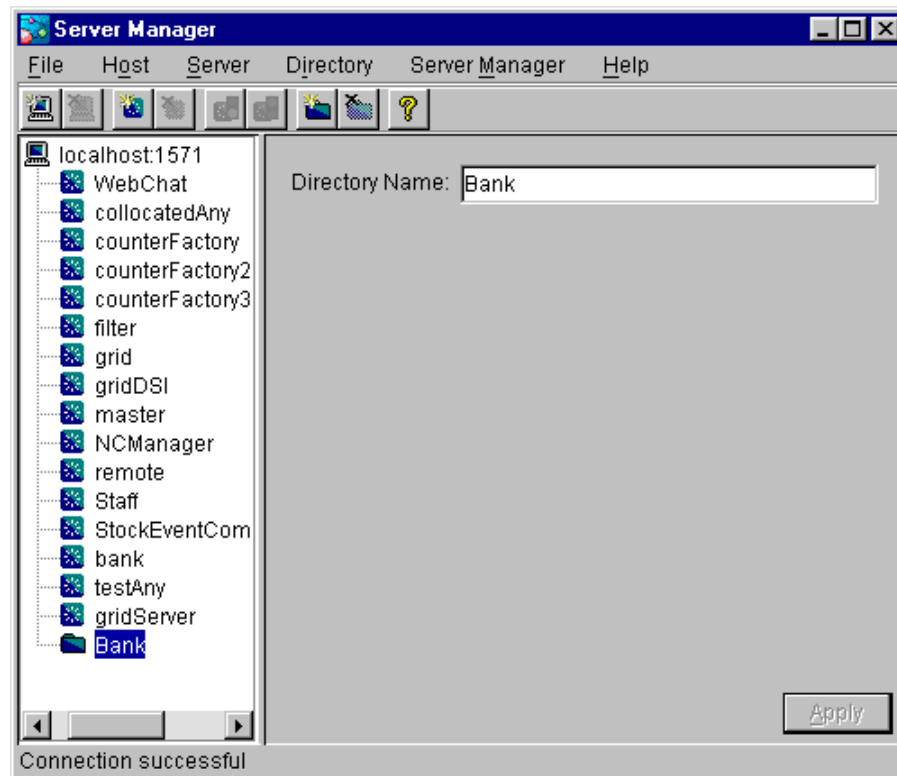 Server Manager
File Host Server Directory Server Manager Help
localhost:1571
WebChat
Directory Name: Bank
collocatedAny
counterFactory
counterFactory2
counterFactory3
filter
grid
gridDSI
master
NCManager
remote
Staff
StockEventCom
bank
testAny
gridServer
Bank
Apply
Connection successful